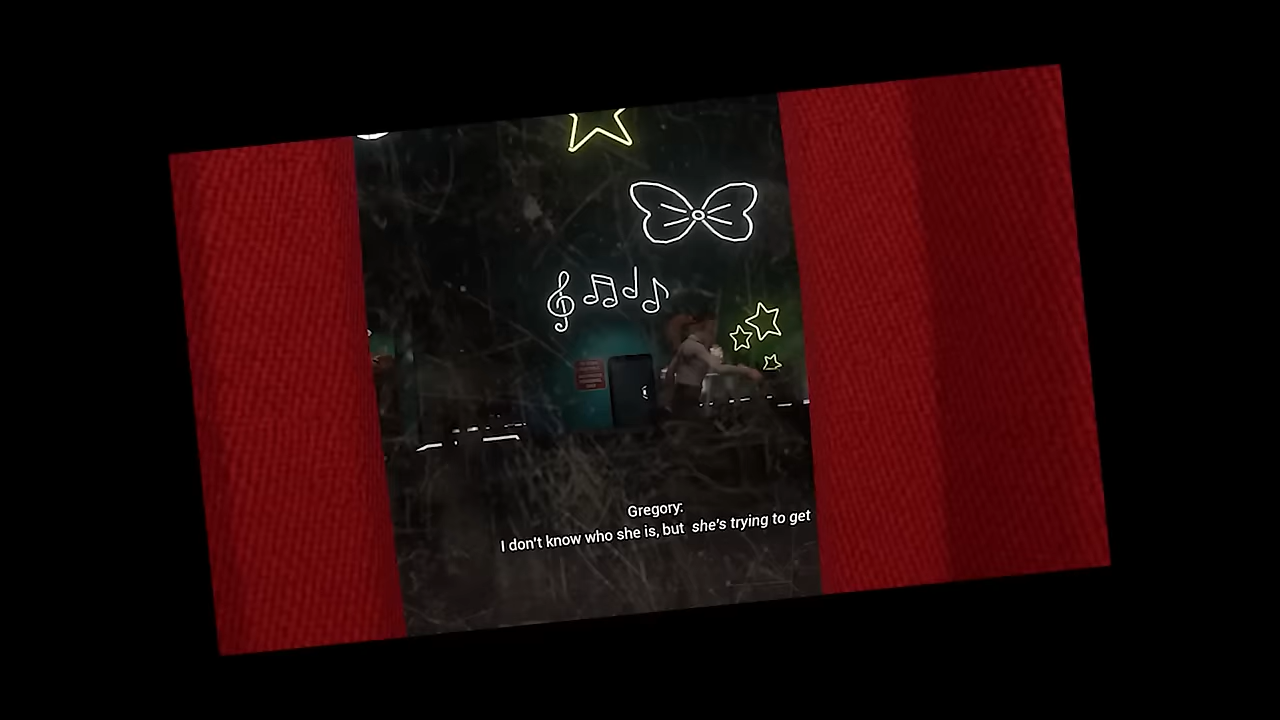 Gregory:
I don't know who she is, but she's trying to get